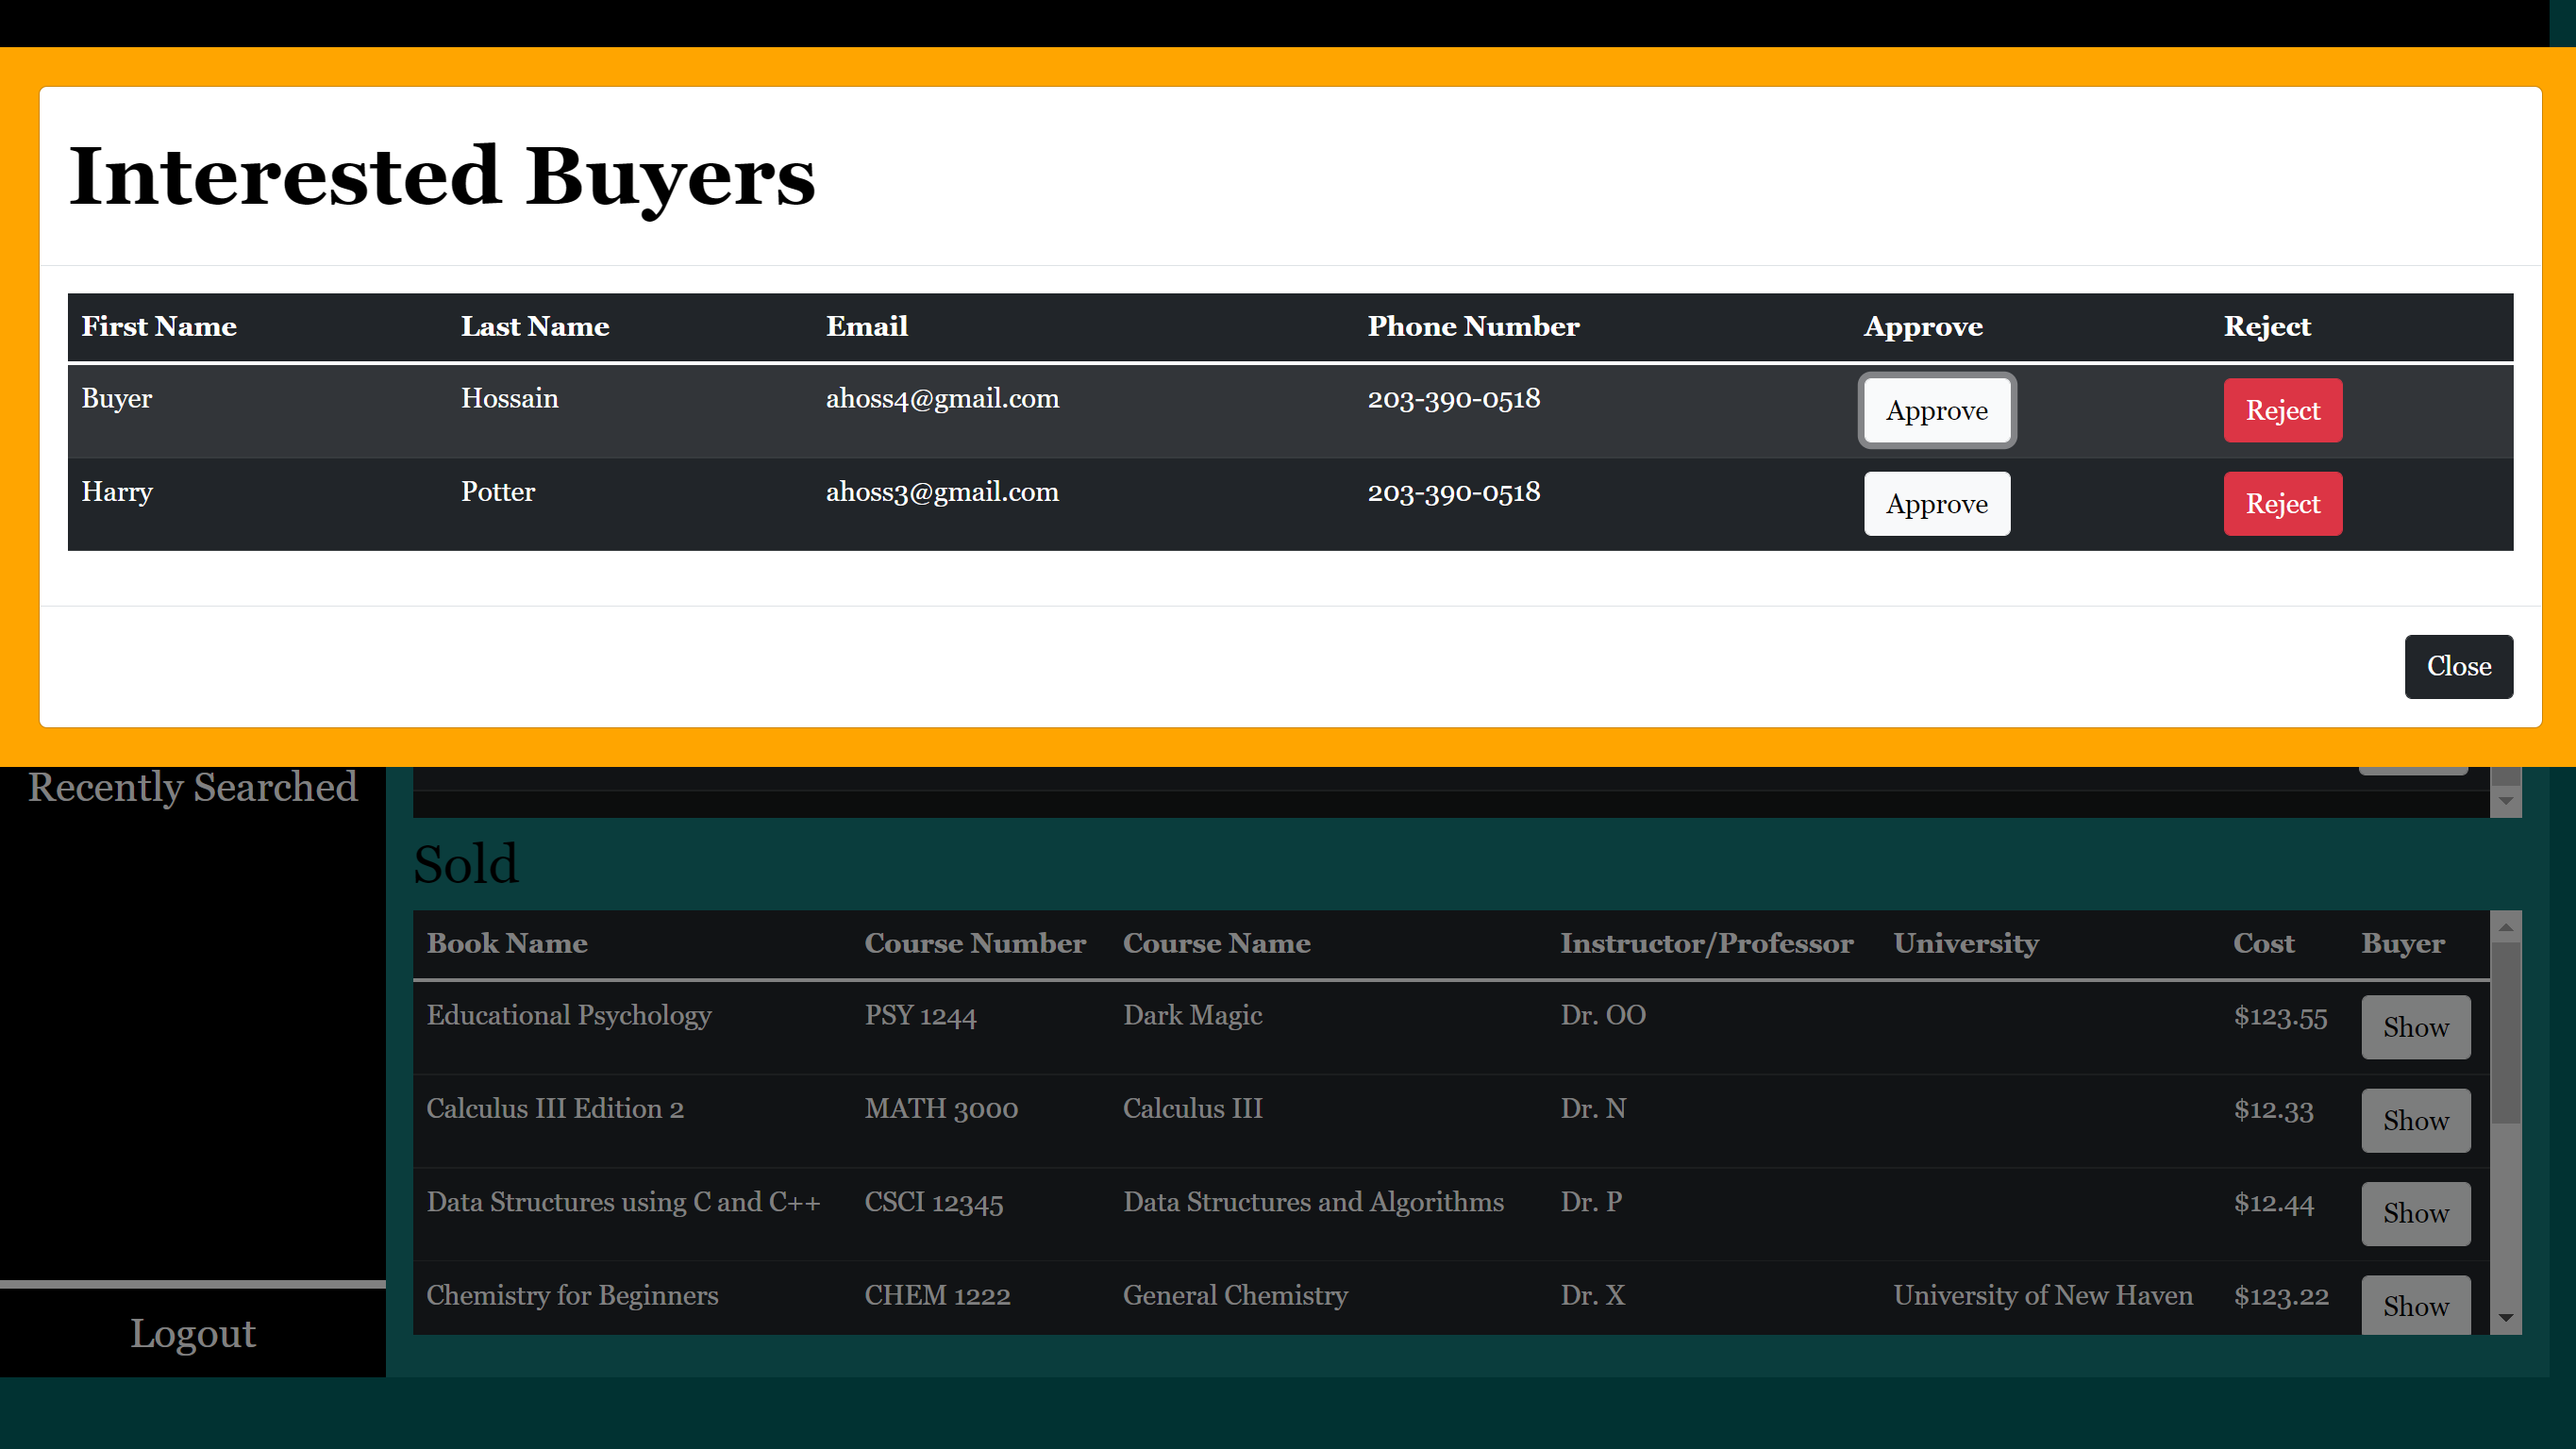 Interested Buyers
First Name Last Name Email Phone Number Approve Reject
Buyer Hossain ahoss4@gmail.com 203-390-0518 Approve Reject
Harry Potter ahoss3@gmail.com 203-390-0518 Approve Reject
Close
Recently Searched
Sold
Book Name Course Number Course Name Instructor/Professor University Cost Buyer
Educational Psychology PSY 1244 Dark Magic Dr. OO $123.55 Show
Calculus III Edition 2 MATH 3000 Calculus III Dr. N $12.33 Show
Data Structures using C and C++ CSCI 12345 Data Structures and Algorithms Dr. P $12.44 Show
Chemistry for Beginners CHEM 1222 General Chemistry Dr. X University of New Haven $123.22 Show
Logout